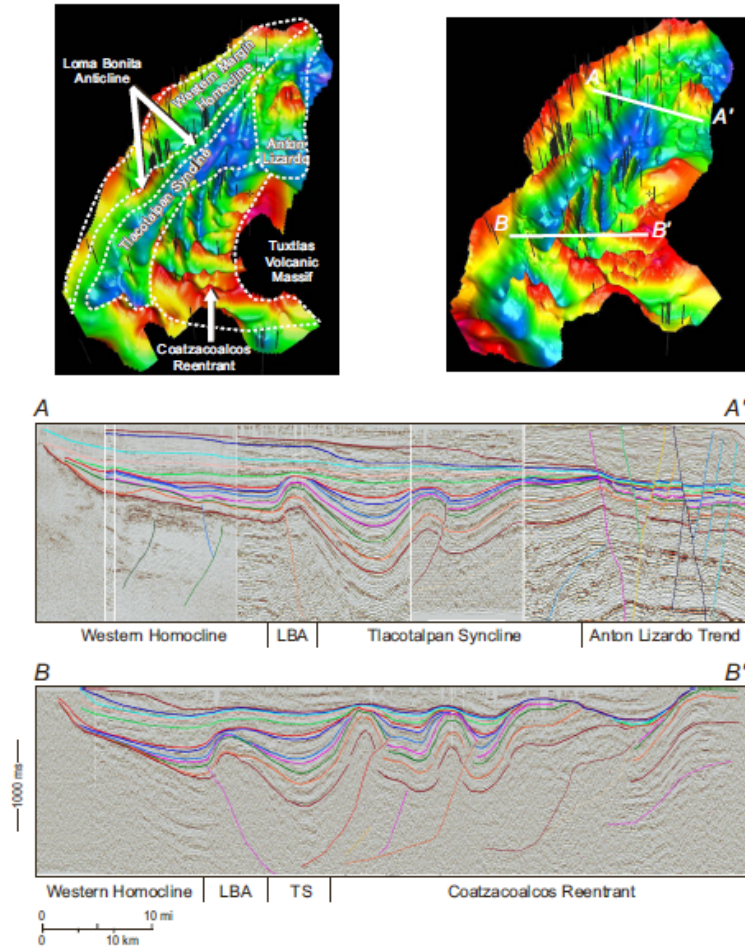 Loma Bonita
Anticline
Western Margin
Homocline
Tlacotalpan Syncline
Anton
Lizardo
Tuxtlas
Volcanic
Massif
Coatzacoalcos
Reentrant
A
A'
B
B'
A
A'
Western Homocline
LBA
Tlacotalpan Syncline
Anton Lizardo Trend
B
B'
1000 ms
Western Homocline
LBA
TS
Coatzacoalcos Reentrant
0 10 mi
0 10 km